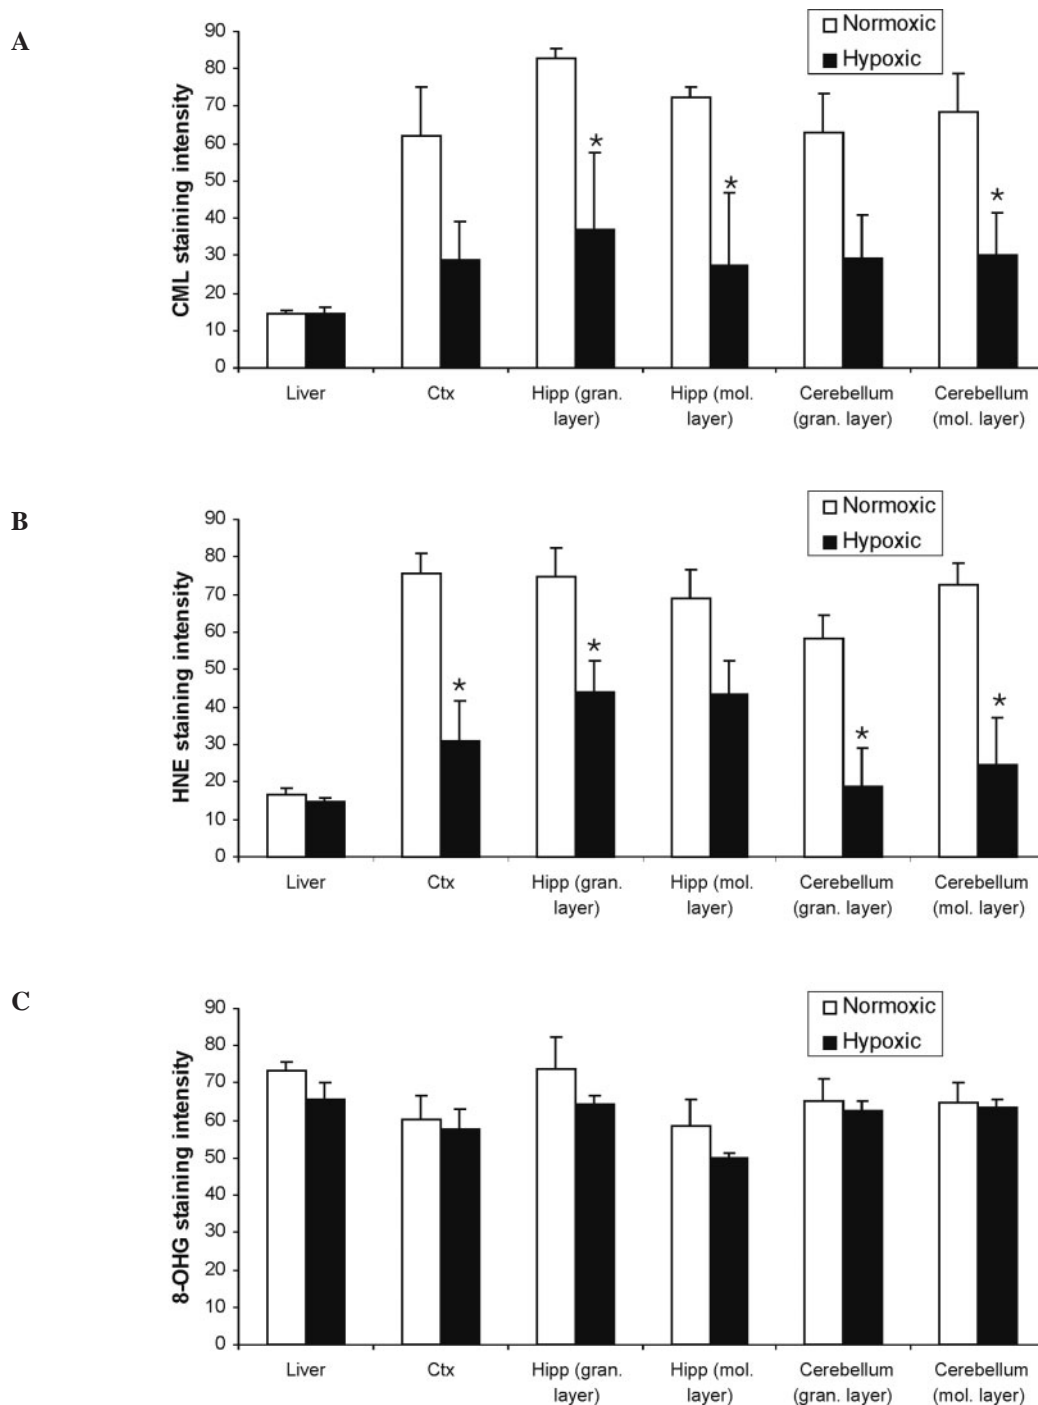 A
CML staining intensity
90
80
70
60
50
40
30
20
10
0
Normoxic
Hypoxic
*
*
*
Liver
Ctx
Hipp (gran.
layer)
Hipp (mol.
layer)
Cerebellum
(gran. layer)
Cerebellum
(mol. layer)
B
HNE staining intensity
90
80
70
60
50
40
30
20
10
0
Normoxic
Hypoxic
*
*
*
*
Liver
Ctx
Hipp (gran.
layer)
Hipp (mol.
layer)
Cerebellum
(gran. layer)
Cerebellum
(mol. layer)
C
8-OHG staining intensity
90
80
70
60
50
40
30
20
10
0
Normoxic
Hypoxic
Liver
Ctx
Hipp (gran.
layer)
Hipp (mol.
layer)
Cerebellum
(gran. layer)
Cerebellum
(mol. layer)